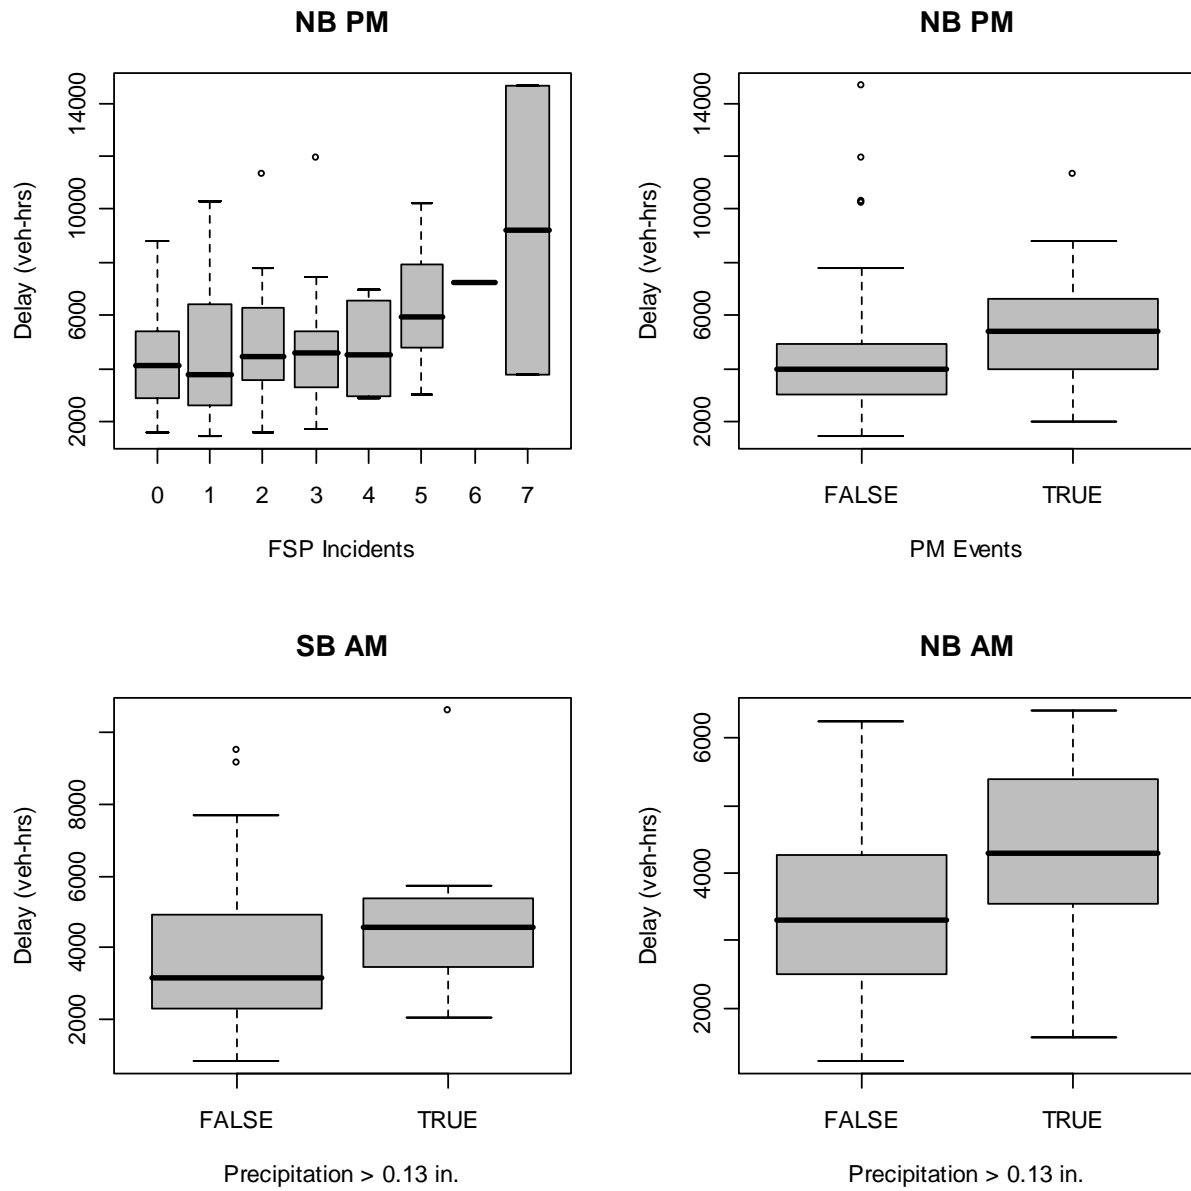 NB PM
Delay (veh-hrs)
14000
10000
6000
2000
0 1 2 3 4 5 6 7
FSP Incidents
NB PM
Delay (veh-hrs)
14000
10000
6000
2000
FALSE TRUE
PM Events
SB AM
Delay (veh-hrs)
8000
6000
4000
2000
FALSE TRUE
Precipitation > 0.13 in.
NB AM
Delay (veh-hrs)
6000
4000
2000
FALSE TRUE
Precipitation > 0.13 in.